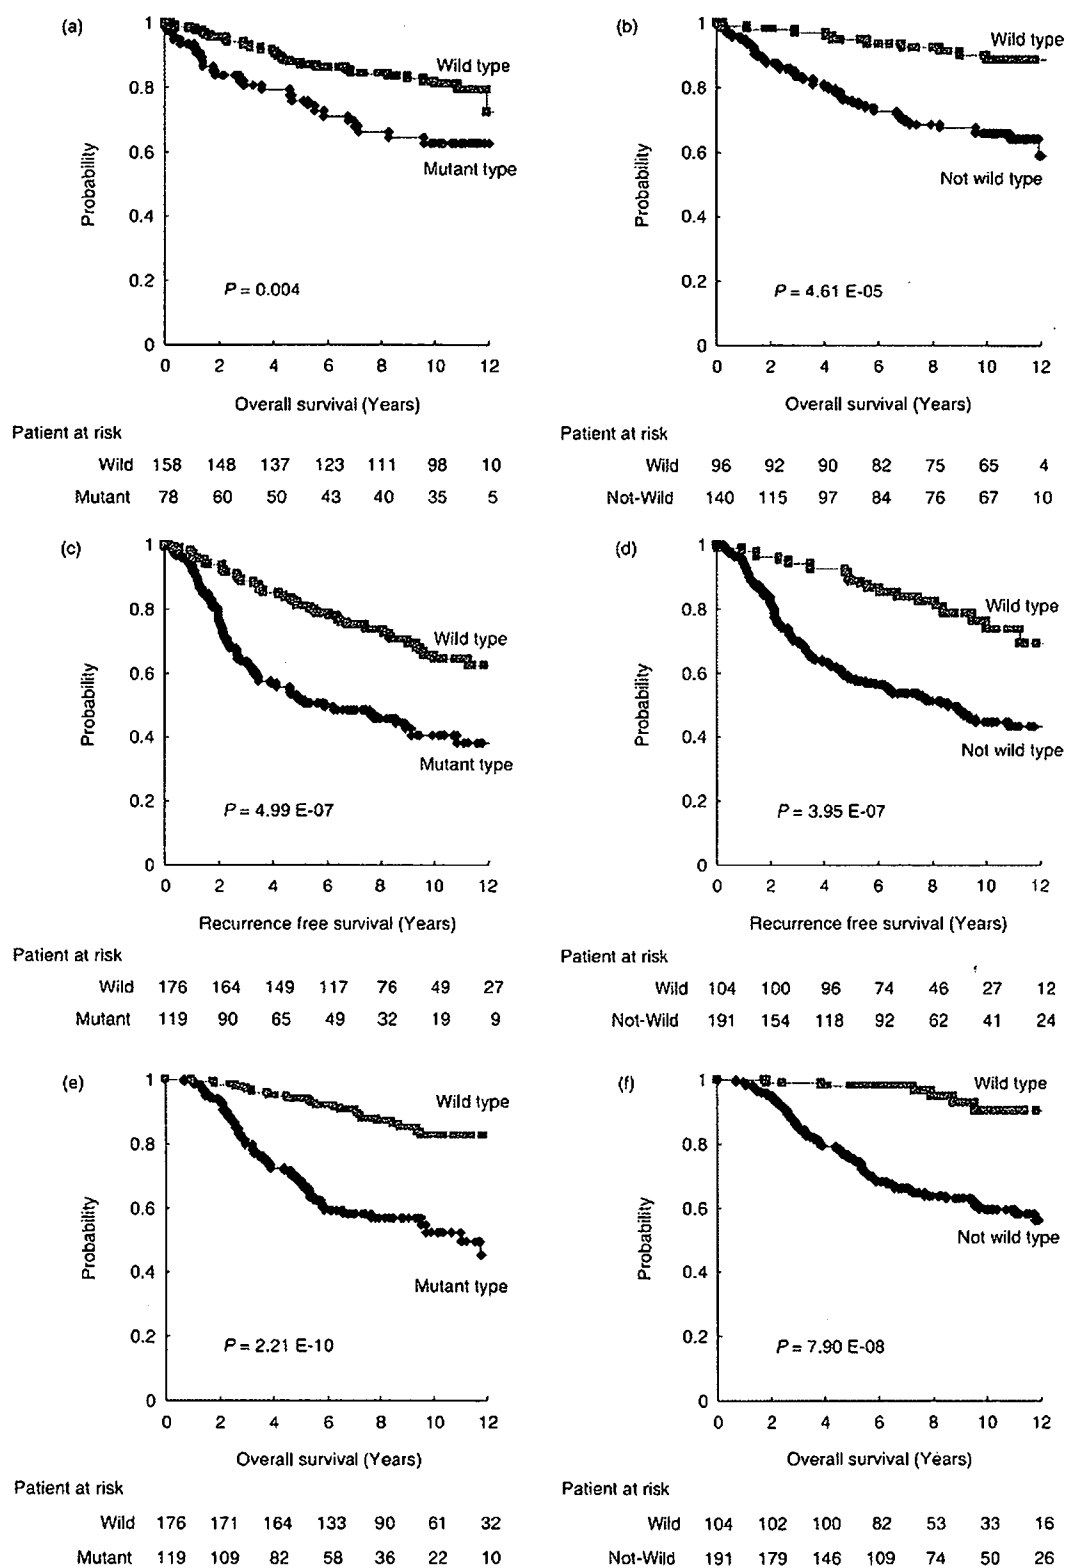 (a)
1
0.8
0.6
0.4
0.2
0
Probability
Wild type
Mutant type
P = 0.004
0 2 4 6 8 10 12
Overall survival (Years)
Patient at risk
Wild 158 148 137 123 111 98 10
Mutant 78 60 50 43 40 35 5
(b)
1
0.8
0.6
0.4
0.2
0
Probability
Wild type
Not wild type
P = 4.61 E-05
0 2 4 6 8 10 12
Overall survival (Years)
Patient at risk
Wild 96 92 90 82 75 65 4
Not-Wild 140 115 97 84 76 67 10
(c)
1
0.8
0.6
0.4
0.2
0
Probability
Wild type
Mutant type
P = 4.99 E-07
0 2 4 6 8 10 12
Recurrence free survival (Years)
Patient at risk
Wild 176 164 149 117 76 49 27
Mutant 119 90 65 49 32 19 9
(d)
1
0.8
0.6
0.4
0.2
0
Probability
Wild type
Not wild type
P = 3.95 E-07
0 2 4 6 8 10 12
Recurrence free survival (Years)
Patient at risk
Wild 104 100 96 74 46 27 12
Not-Wild 191 154 118 92 62 41 24
(e)
1
0.8
0.6
0.4
0.2
0
Probability
Wild type
Mutant type
P = 2.21 E-10
0 2 4 6 8 10 12
Overall survival (Years)
Patient at risk
Wild 176 171 164 133 90 61 32
Mutant 119 109 82 58 36 22 10
(f)
1
0.8
0.6
0.4
0.2
0
Probability
Wild type
Not wild type
P = 7.90 E-08
0 2 4 6 8 10 12
Overall survival (Years)
Patient at risk
Wild 104 102 100 82 53 33 16
Not-Wild 191 179 146 109 74 50 26